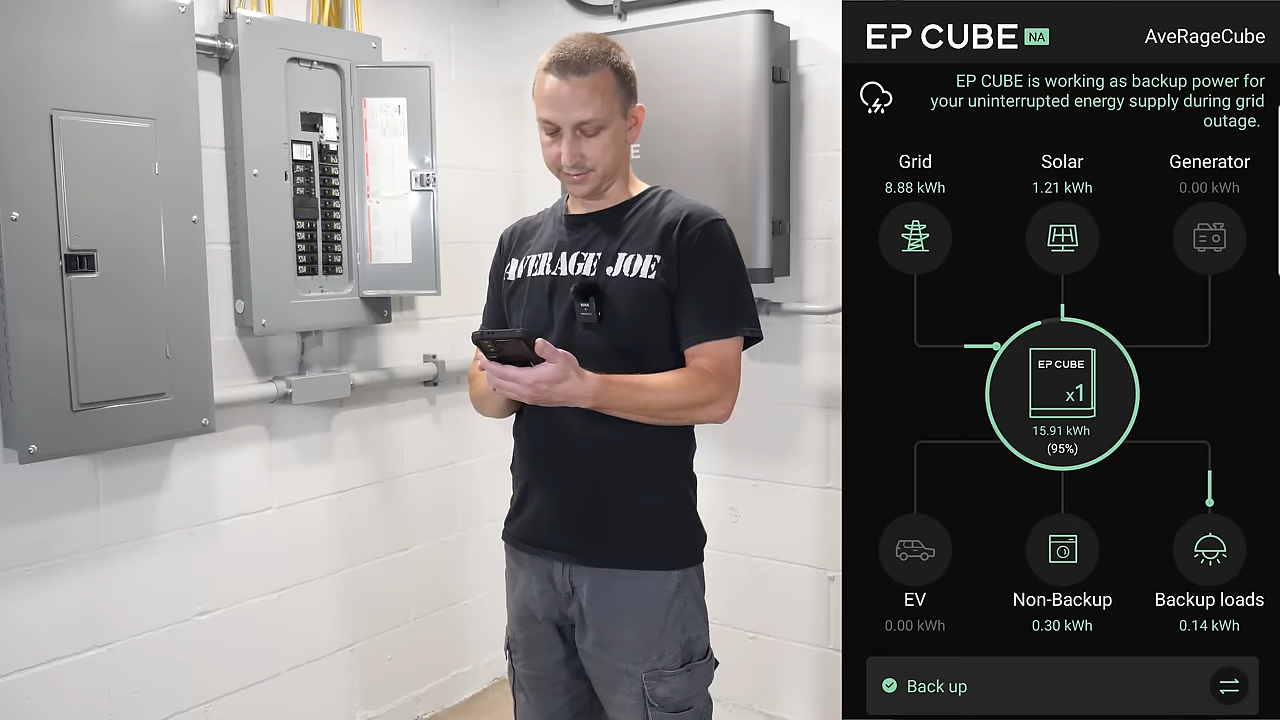 E
AVERAGE JOE
EP CUBE NA
AveRageCube
EP CUBE is working as backup power for
your uninterrupted energy supply during grid
outage.
Grid
Solar
Generator
8.88 kWh
1.21 kWh
0.00 kWh
EP CUBE
x1
15.91 kWh
(95%)
EV
Non-Backup
Backup loads
0.00 kWh
0.30 kWh
0.14 kWh
Back up